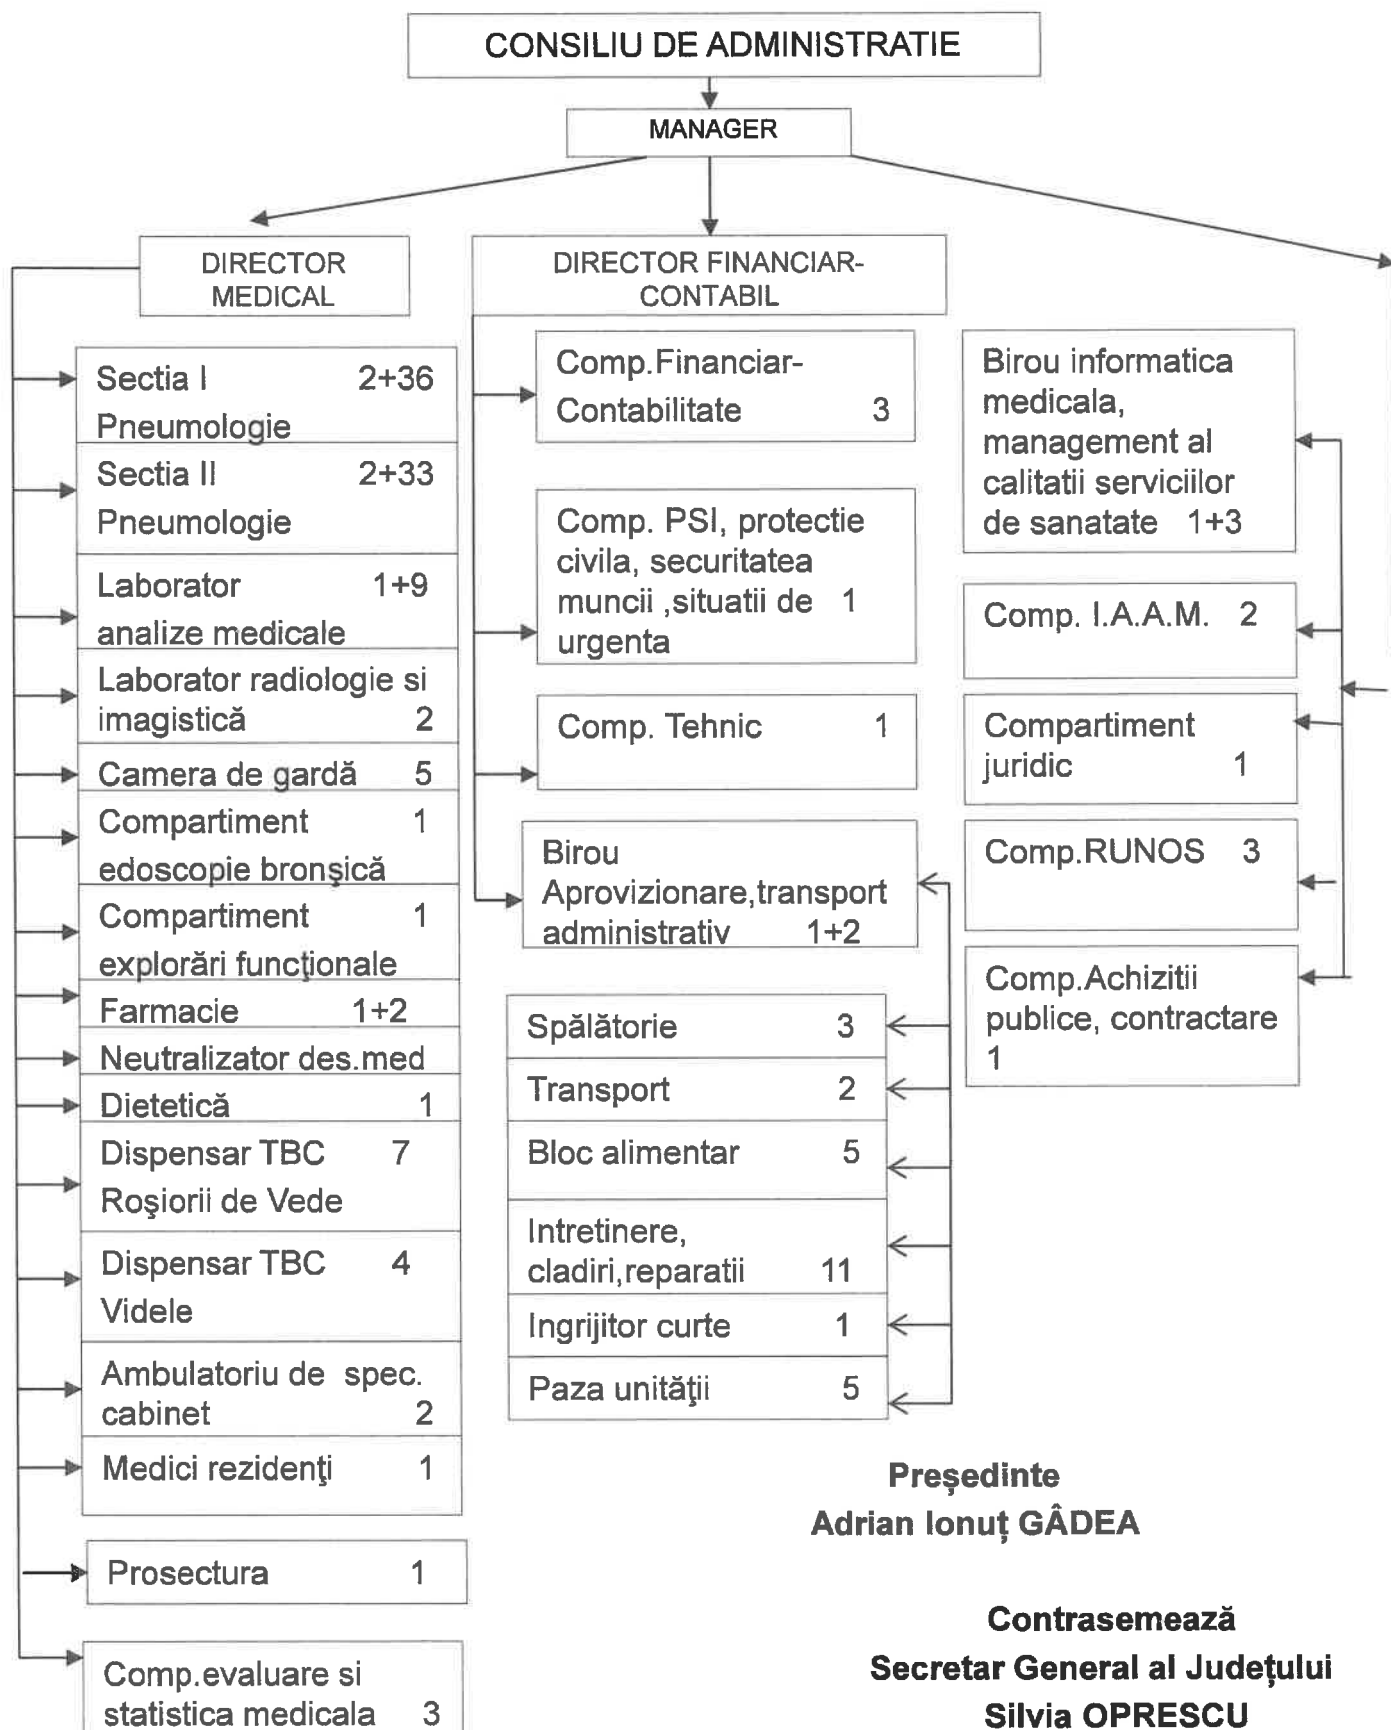 CONSILIU DE ADMINISTRATIE
MANAGER
DIRECTOR
MEDICAL
Sectia I 2+36
Pneumologie
Sectia II 2+33
Pneumologie
Laborator 1+9
analize medicale
Laborator radiologie si
imagistică 2
Camera de gardă 5
Compartiment 1
edoscopie bronşică
Compartiment 1
explorări funcţionale
Farmacie 1+2
Neutralizator des.med
Dietetică 1
Dispensar TBC 7
Roşiorii de Vede
Dispensar TBC 4
Videle
Ambulatoriu de spec.
cabinet 2
Medici rezidenţi 1
Prosectura 1
Comp.evaluare si
statistica medicala 3
DIRECTOR FINANCIAR-
CONTABIL
Comp.Financiar-
Contabilitate 3
Comp. PSI, protectie
civila, securitatea
muncii ,situatii de 1
urgenta
Comp. Tehnic 1
Birou
Aprovizionare,transport
administrativ 1+2
Spălătorie 3
Transport 2
Bloc alimentar 5
Intretinere,
cladiri,reparatii 11
Ingrijitor curte 1
Paza unităţii 5
Birou informatica
medicala,
management al
calitatii serviciilor
de sanatate 1+3
Comp. I.A.A.M. 2
Compartiment
juridic 1
Comp.RUNOS 3
Comp.Achizitii
publice, contractare
1
Președinte
Adrian Ionuț GÂDEA
Contrasemează
Secretar General al Județului
Silvia OPRESCU